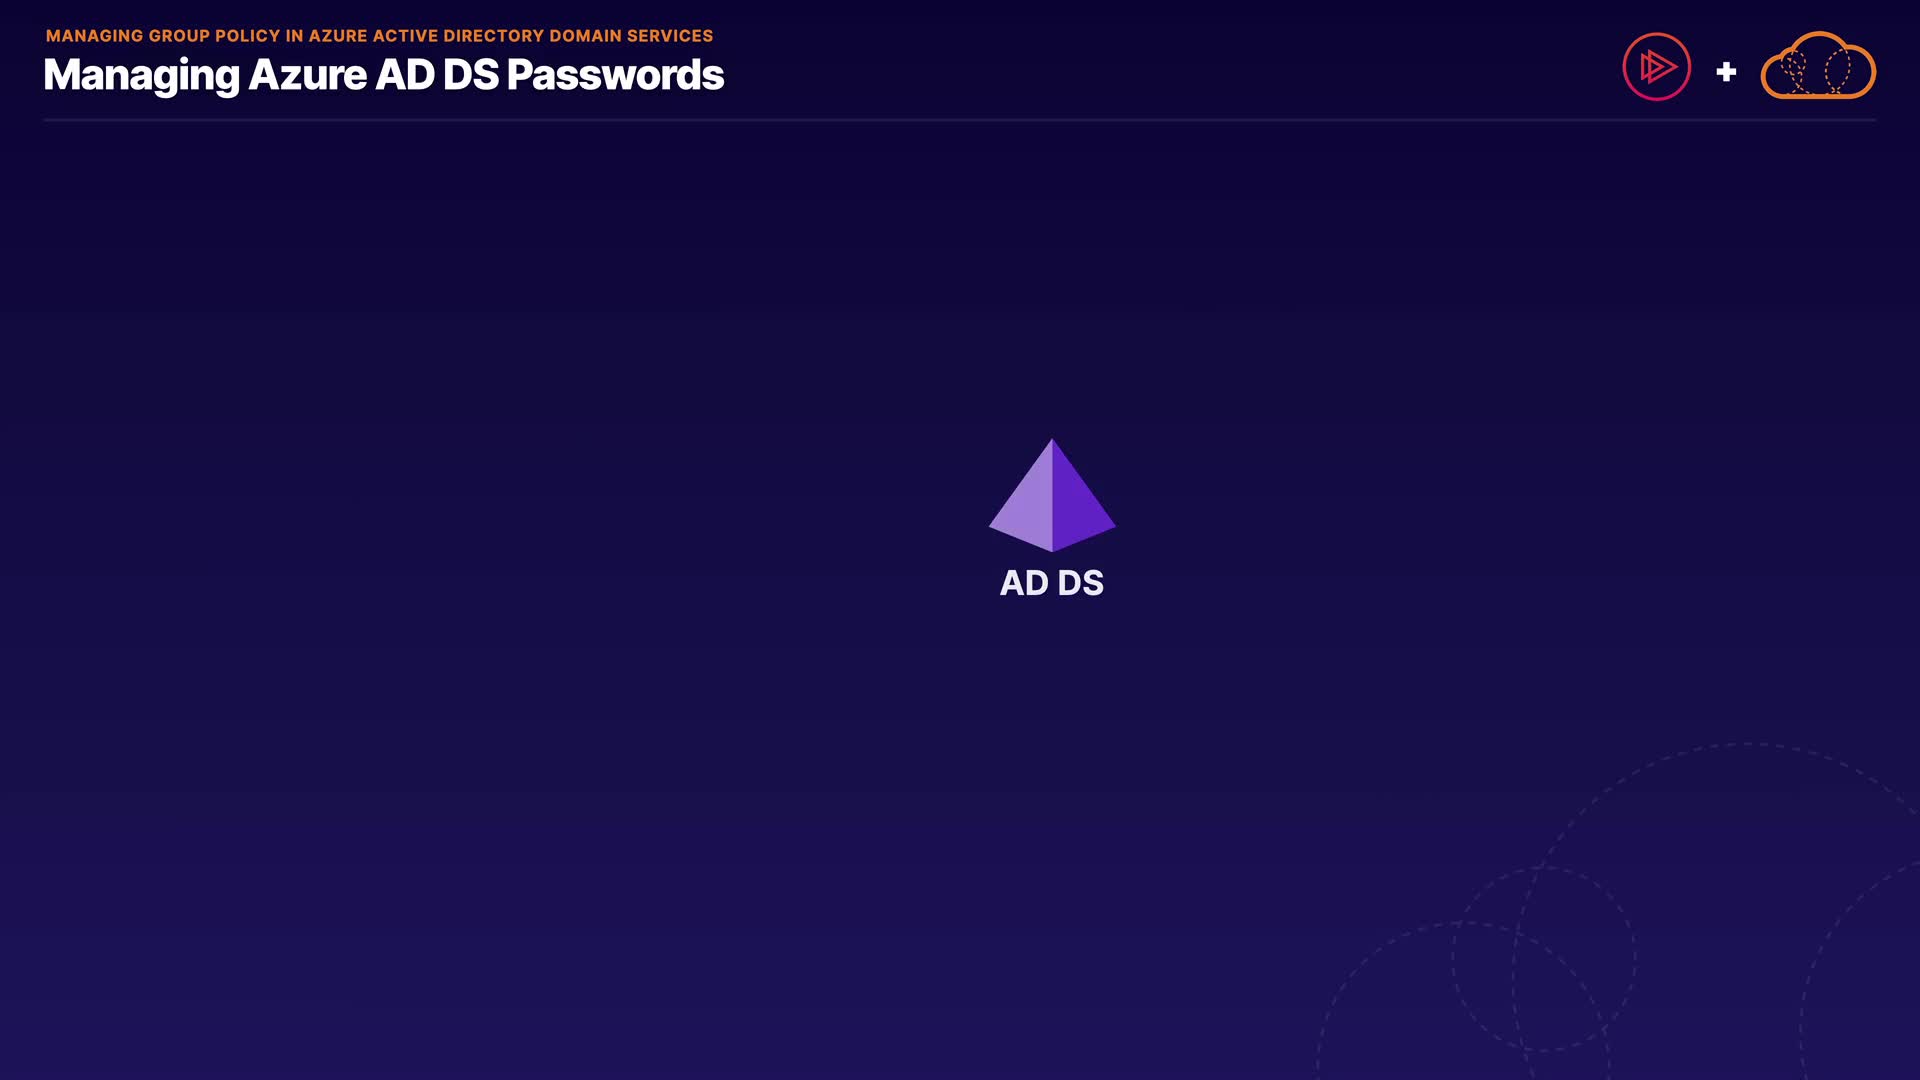 MANAGING GROUP POLICY IN AZURE ACTIVE DIRECTORY DOMAIN SERVICES
Managing Azure AD DS Passwords
+
AD DS